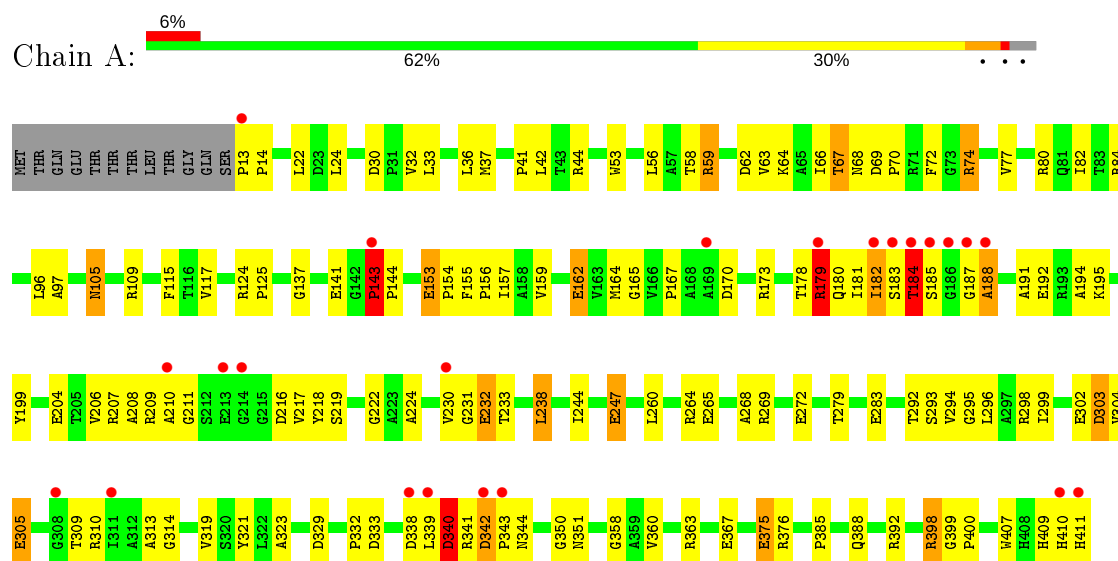 6%
Chain A:
62% 30% • • •
MET THR GLN GLU THR THR THR LEU THR GLY GLN SER P13 P14 L22 D23 L24 D30 P31 V32 L33 L36 M37 P41 L42 T43 R44 W53 L56 A57 T58 R59 D62 V63 K64 A65 I66 T67 N68 D69 P70 R71 F72 G73 R74 V77 R80 Q81 I82 T83 R84
L96 A97 N105 R109 F115 T116 V117 R124 P125 G137 E141 G142 P143 P144 E153 P154 F155 P156 I157 A158 V159 E162 V163 M164 G165 V166 P167 A168 A169 D170 R173 T178 R179 Q180 I181 I182 S183 T184 S185 G186 G187 A188 A191 E192 R193 A194 K195
Y199 E204 T205 V206 R207 A208 R209 A210 G211 S212 E213 G214 G215 D216 V217 Y218 S219 G222 A223 A224 V230 G231 E232 T233 L238 I244 E247 L260 R264 E265 A268 R269 E272 T279 E283 T292 S293 V294 G295 L296 A297 R298 I299 E302 D303 V304
E305 G308 T309 R310 I311 A312 A313 G314 V319 S320 Y321 L322 A323 D329 P332 D333 D338 L339 D340 R341 D342 P343 N344 G350 N351 G358 A359 V360 R363 E367 E375 R376 P385 Q388 R392 R398 G399 P400 W407 H408 H409 H410 H411